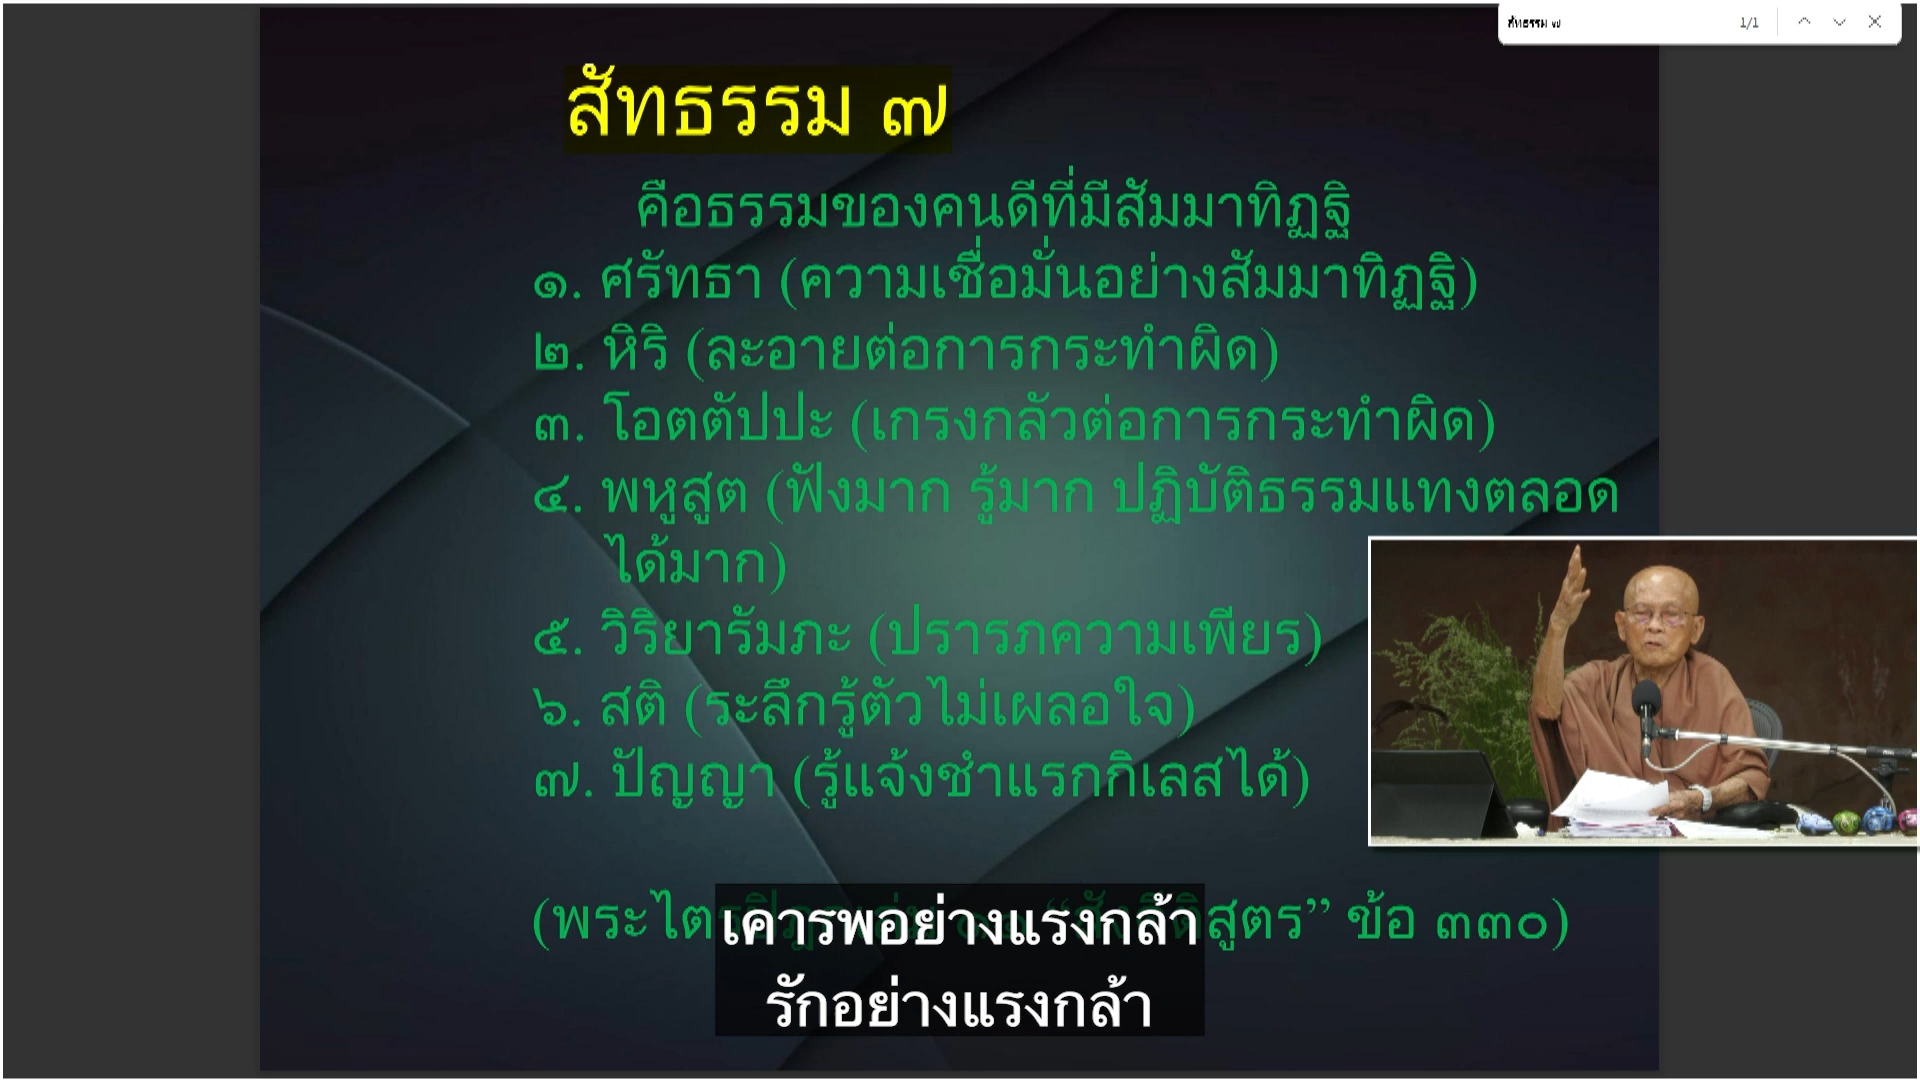 สัทธรรม ๗
1/1
สัทธรรม ๗
คือธรรมของคนดีที่มีสัมมาทิฏฐิ
๑. ศรัทธา (ความเชื่อมั่นอย่างสัมมาทิฏฐิ)
๒. หิริ (ละอายต่อการกระทำผิด)
๓. โอตตัปปะ (เกรงกลัวต่อการกระทำผิด)
๔. พหูสูต (ฟังมาก รู้มาก ปฏิบัติธรรมแทงตลอด
ได้มาก)
๕. วิริยารัมภะ (ปรารภความเพียร)
๖. สติ (ระลึกรู้ตัวไม่เผลอใจ)
๗. ปัญญา (รู้แจ้งชำแรกกิเลสได้)
(พระไตรปิฎก สูตร” ข้อ ๓๓๐)
เคารพอย่างแรงกล้า
รักอย่างแรงกล้า